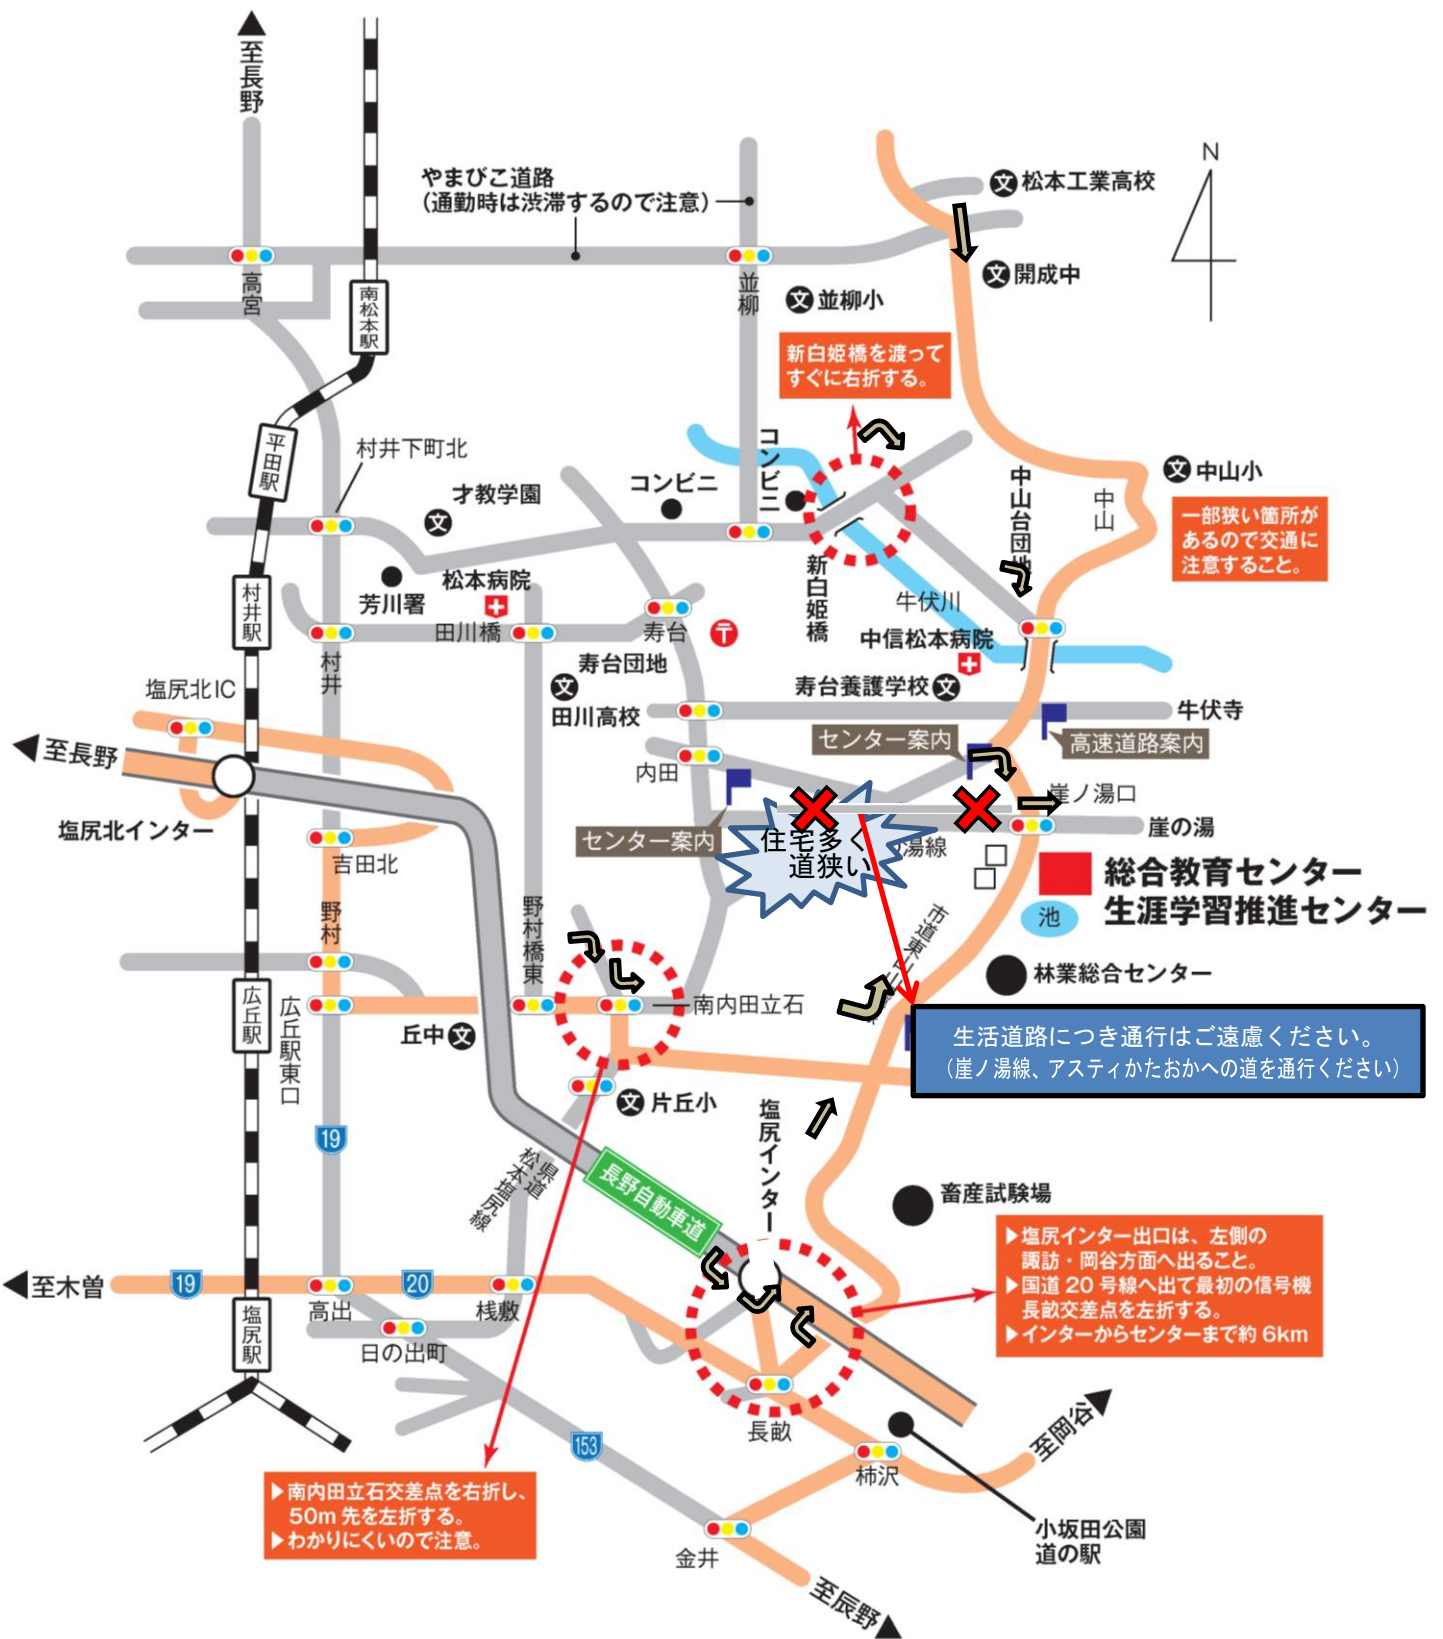 至長野
やまびこ道路
(通勤時は渋滞するので注意)
文 松本工業高校
N
高宮
南松本駅
並柳
文 並柳小
文 開成中
新白姫橋を渡って
すぐに右折する。
平田駅
村井下町北
才教学園
文
コンビニ
コンビニ
中山台団地
中山
文 中山小
一部狭い箇所が
あるので交通に
注意すること。
村井駅
芳川署
松本病院
田川橋
寿台
〒
新白姫橋
牛伏川
中信松本病院
村井
寿台団地
文
田川高校
寿台養護学校 文
牛伏寺
塩尻北IC
至長野
内田
センター案内
高速道路案内
塩尻北インター
センター案内
住宅多く
道狭い
湯線
崖ノ湯口
崖の湯
吉田北
総合教育センター
生涯学習推進センター
池
野村
野村橋東
市道東
林業総合センター
広丘駅
広丘駅東口
丘中 文
南内田立石
生活道路につき通行はご遠慮ください。
(崖ノ湯線、アスティかたおかへの道を通行ください)
文 片丘小
19
県道
松本塩尻線
長野自動車道
塩尻インター
畜産試験場
▶塩尻インター出口は、左側の
諏訪・岡谷方面へ出ること。
▶国道20号線へ出て最初の信号機
長畝交差点を左折する。
▶インターからセンターまで約6km
至木曽
19
20
高出
桟敷
塩尻駅
日の出町
長畝
153
柿沢
至岡谷
▶南内田立石交差点を右折し、
50m先を左折する。
▶わかりにくいので注意。
金井
小坂田公園
道の駅
至辰野